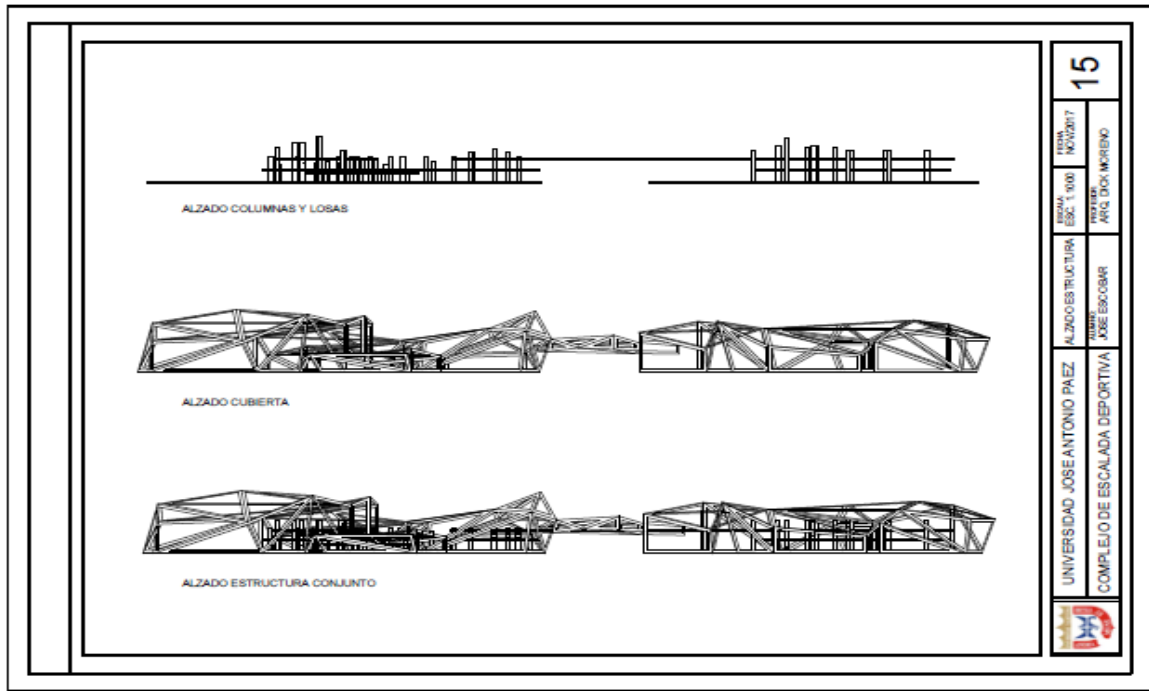 ALZADO COLUMNAS Y LOSAS
ALZADO CUBIERTA
ALZADO ESTRUCTURA CONJUNTO
UNIVERSIDAD JOSE ANTONIO PAEZ
COMPLEJO DE ESCALADA DEPORTIVA
ALZADO ESTRUCTURA
ALUMNO:
JOSE ESCOBAR
ESCALA:
ESC. 1:1000
FECHA:
NOV/2017
PROFESOR:
ARQ. DICK MORENO
15